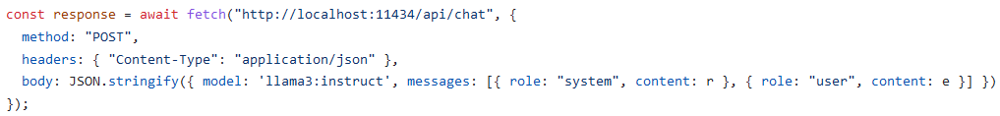 const response = await fetch("http://localhost:11434/api/chat", {
  method: "POST",
  headers: { "Content-Type": "application/json" },
  body: JSON.stringify({ model: 'llama3:instruct', messages: [{ role: "system", content: r }, { role: "user", content: e }] })
});